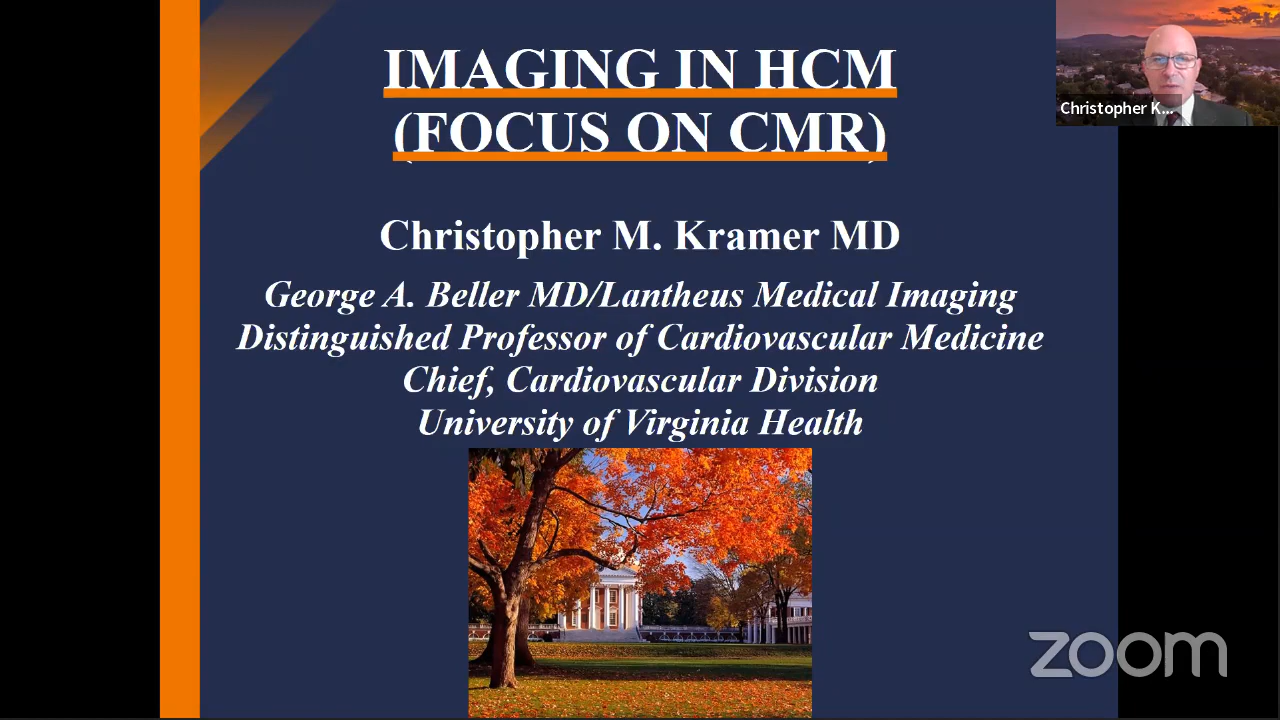 IMAGING IN HCM
(FOCUS ON CMR)
Christopher M. Kramer MD
George A. Beller MD/Lantheus Medical Imaging
Distinguished Professor of Cardiovascular Medicine
Chief, Cardiovascular Division
University of Virginia Health
Christopher K...
zoom